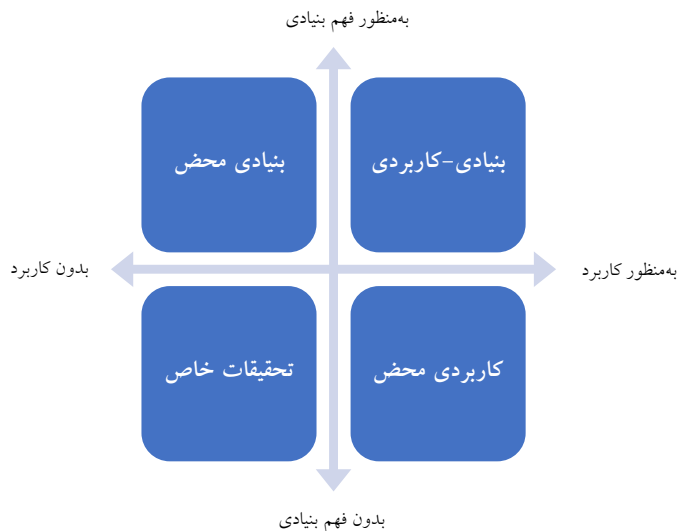 به‌منظور فهم بنیادی
بنیادی-کاربردی
بنیادی محض
به‌منظور کاربرد
بدون کاربرد
کاربردی محض
تحقیقات خاص
بدون فهم بنیادی